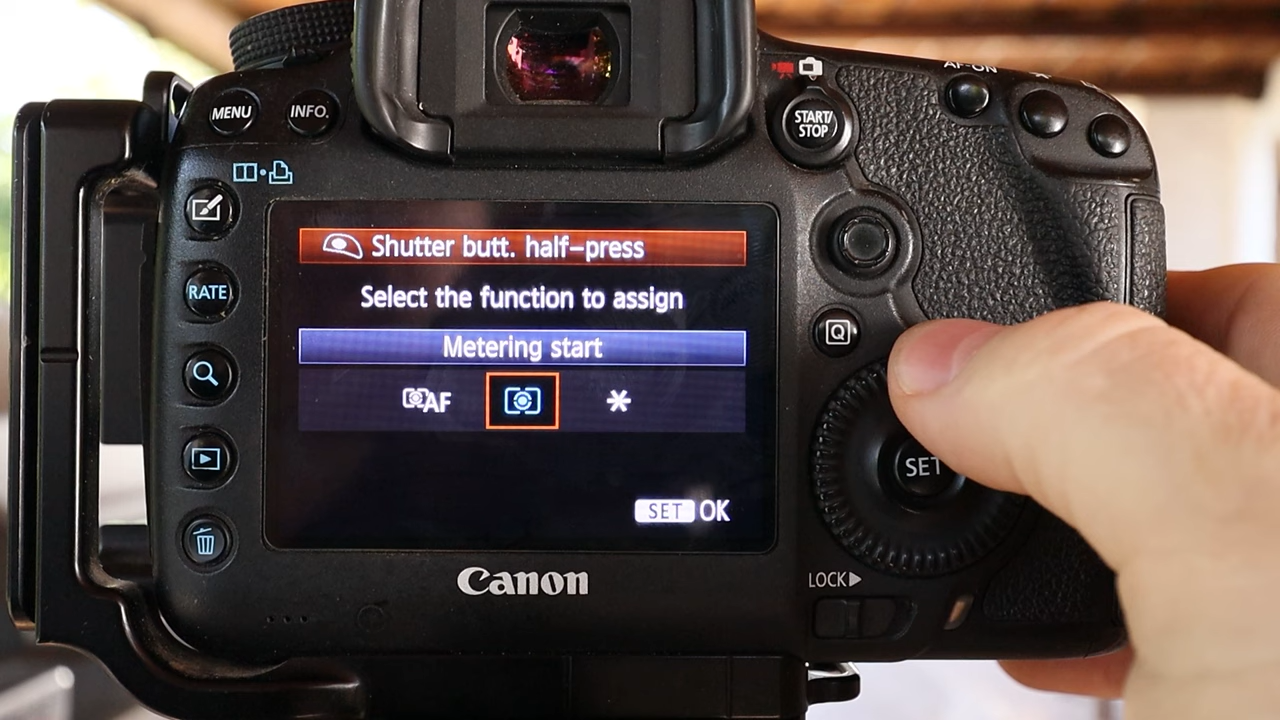 MENU
INFO.
START/
STOP
AF-ON
RATE
Shutter butt. half-press
Select the function to assign
Metering start
AF
SET OK
Q
SET
Canon
LOCK